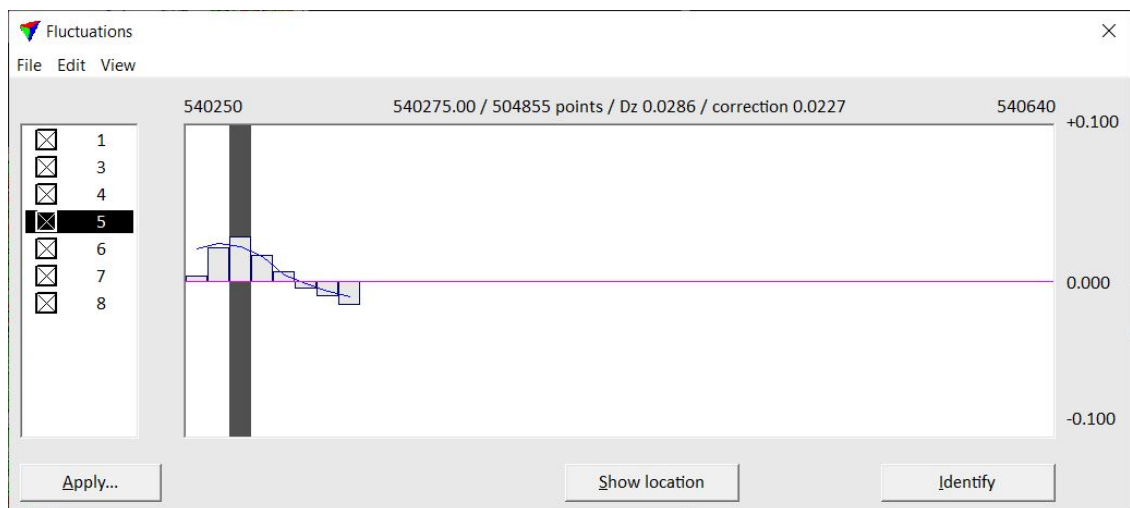 Fluctuations
File Edit View
540250 540275.00 / 504855 points / Dz 0.0286 / correction 0.0227 540640
+0.100
1
3
4
5
6
7
8
0.000
-0.100
Apply...
Show location
Identify